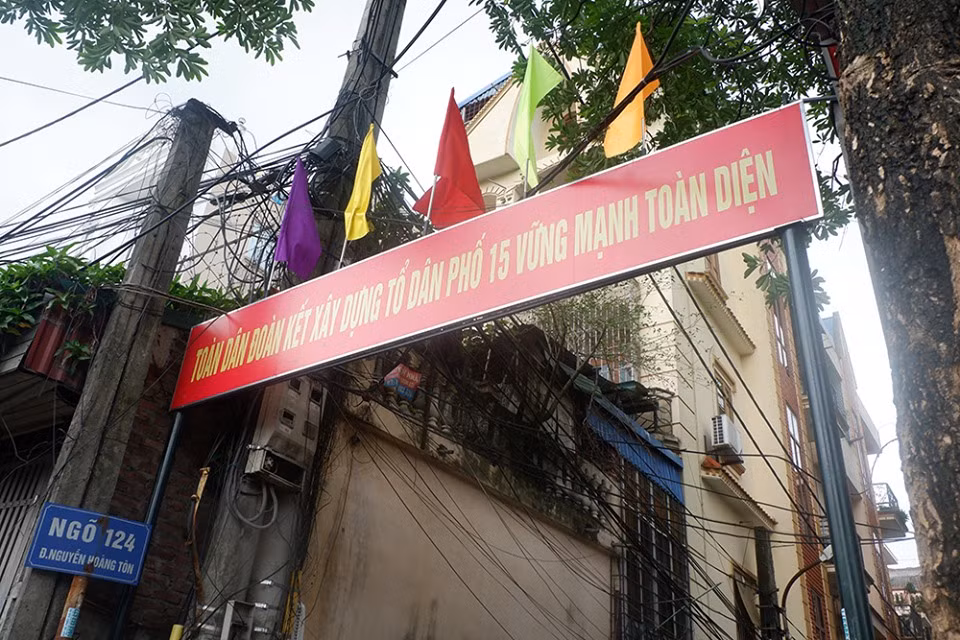 TOÀN DÂN ĐOÀN KẾT XÂY DỰNG TỔ DÂN PHỐ 15 VỮNG MẠNH TOÀN DIỆN
NGÕ 124
Đ.NGUYỄN HOÀNG TÔN